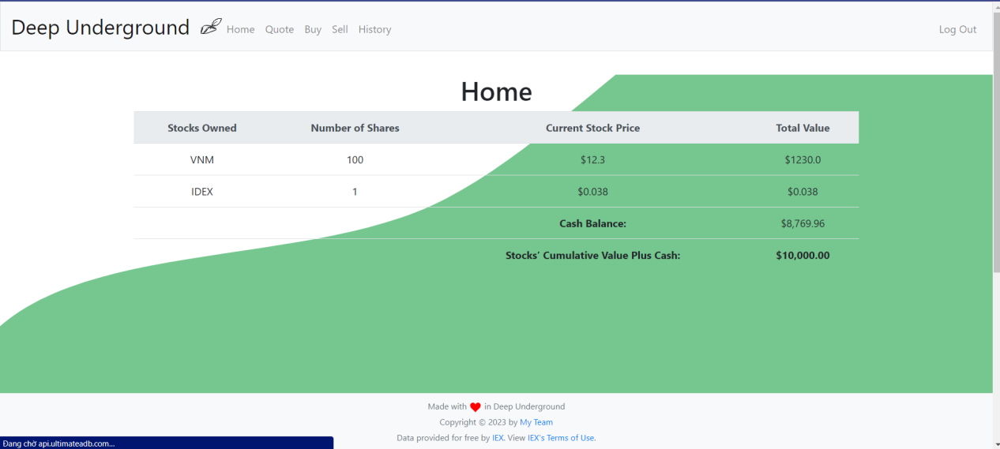 Deep Underground Home Quote Buy Sell History Log Out
Home
Stocks Owned Number of Shares Current Stock Price Total Value
VNM 100 $12.3 $1230.0
IDEX 1 $0.038 $0.038
Cash Balance: $8,769.96
Stocks’ Cumulative Value Plus Cash: $10,000.00
Made with in Deep Underground
Copyright © 2023 by My Team
Data provided for free by IEX. View IEX's Terms of Use.
Đang chờ api.ultimateadb.com...